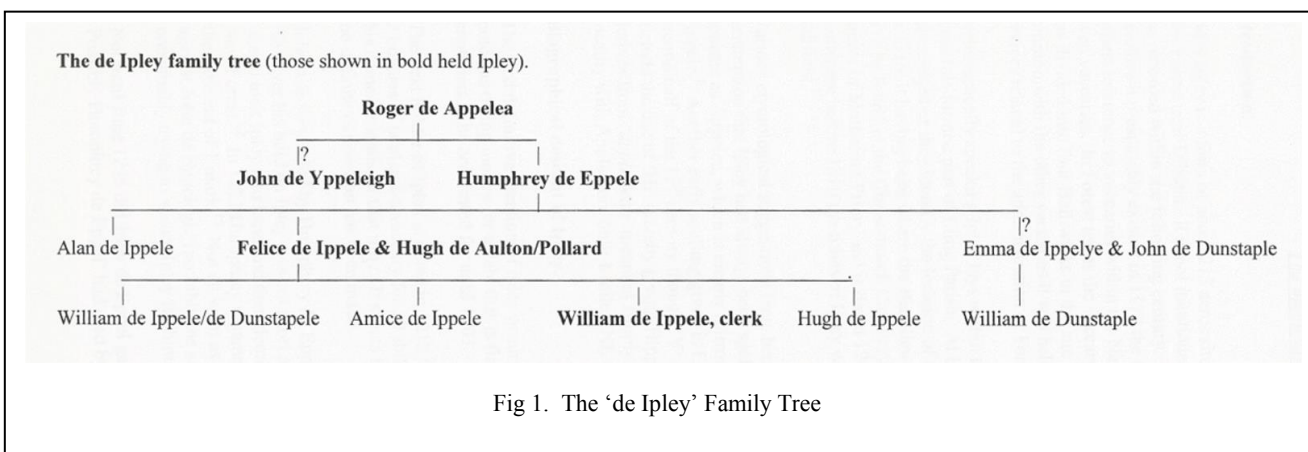 The de Ipley family tree (those shown in bold held Ipley).
Roger de Appelea
|?
John de Yppeleigh Humphrey de Eppele
|?
Alan de Ippele Felice de Ippele & Hugh de Aulton/Pollard Emma de Ippelye & John de Dunstaple
William de Ippele/de Dunstapele Amice de Ippele William de Ippele, clerk Hugh de Ippele William de Dunstaple
Fig 1. The ‘de Ipley’ Family Tree